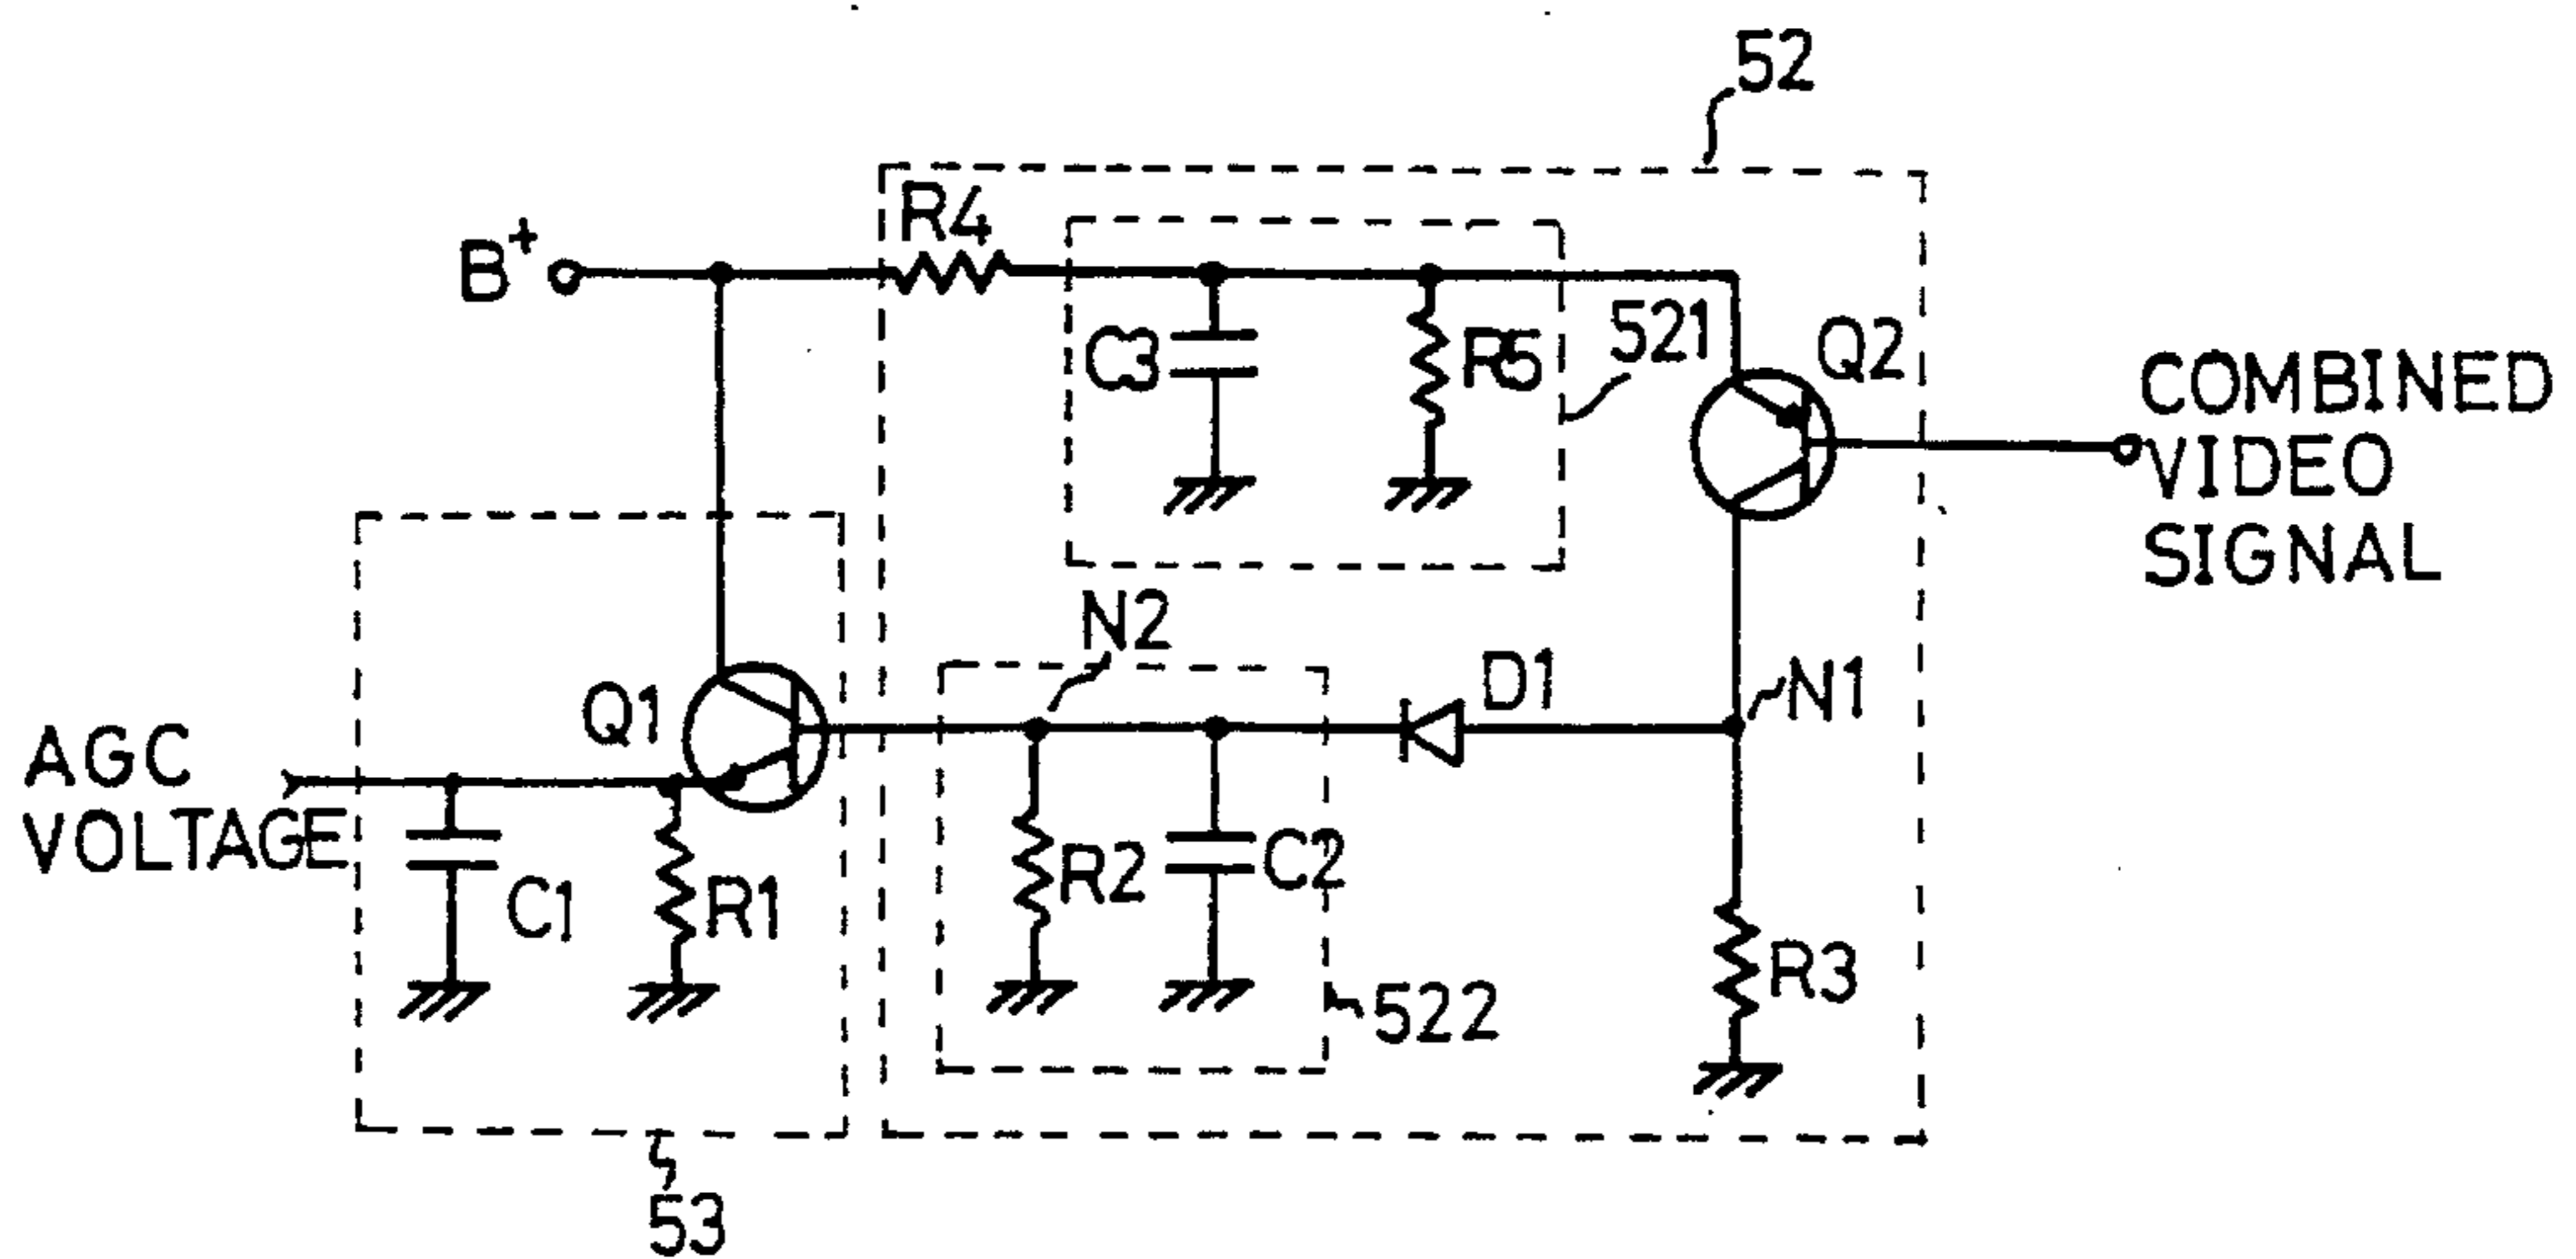 52
R4
B+
C3
R5
521
Q2
COMBINED
VIDEO
SIGNAL
N2
Q1
D1
N1
AGC
VOLTAGE
C1
R1
R2
C2
R3
522
53